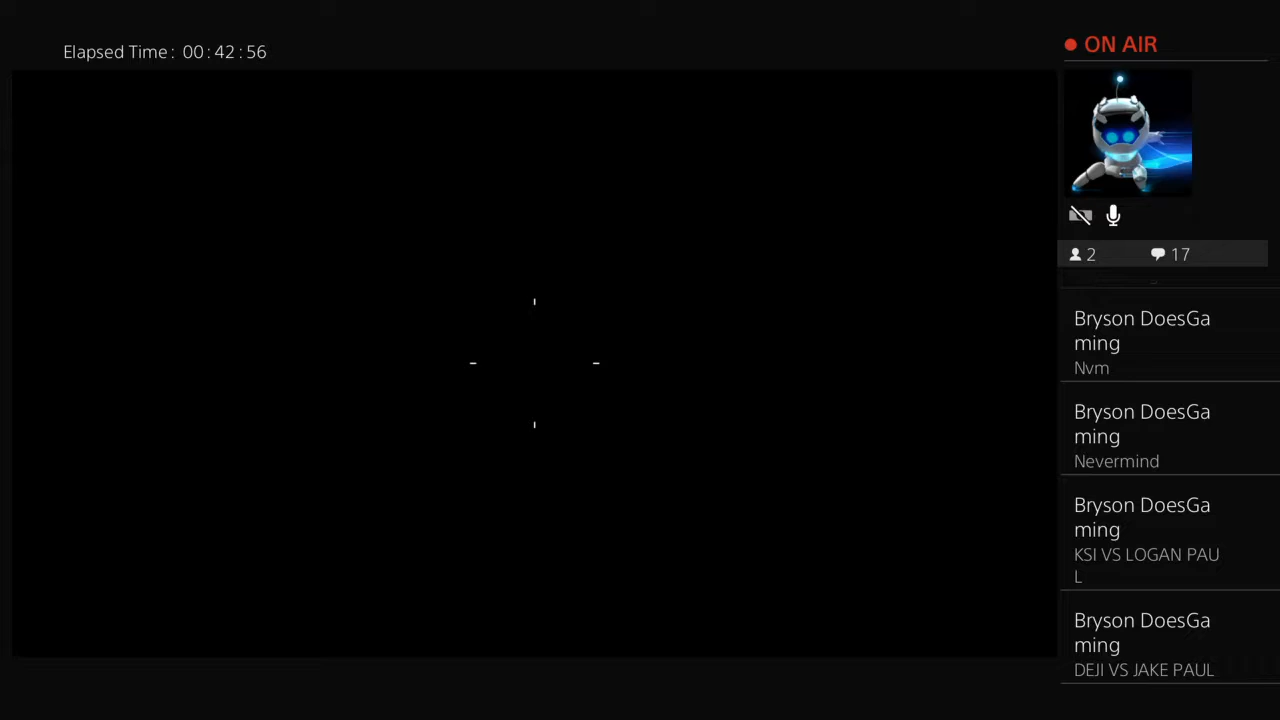 Elapsed Time: 00:42:56
ON AIR
2
17
Bryson DoesGa
ming
Nvm
Bryson DoesGa
ming
Nevermind
Bryson DoesGa
ming
KSI VS LOGAN PAU
L
Bryson DoesGa
ming
DEJI VS JAKE PAUL